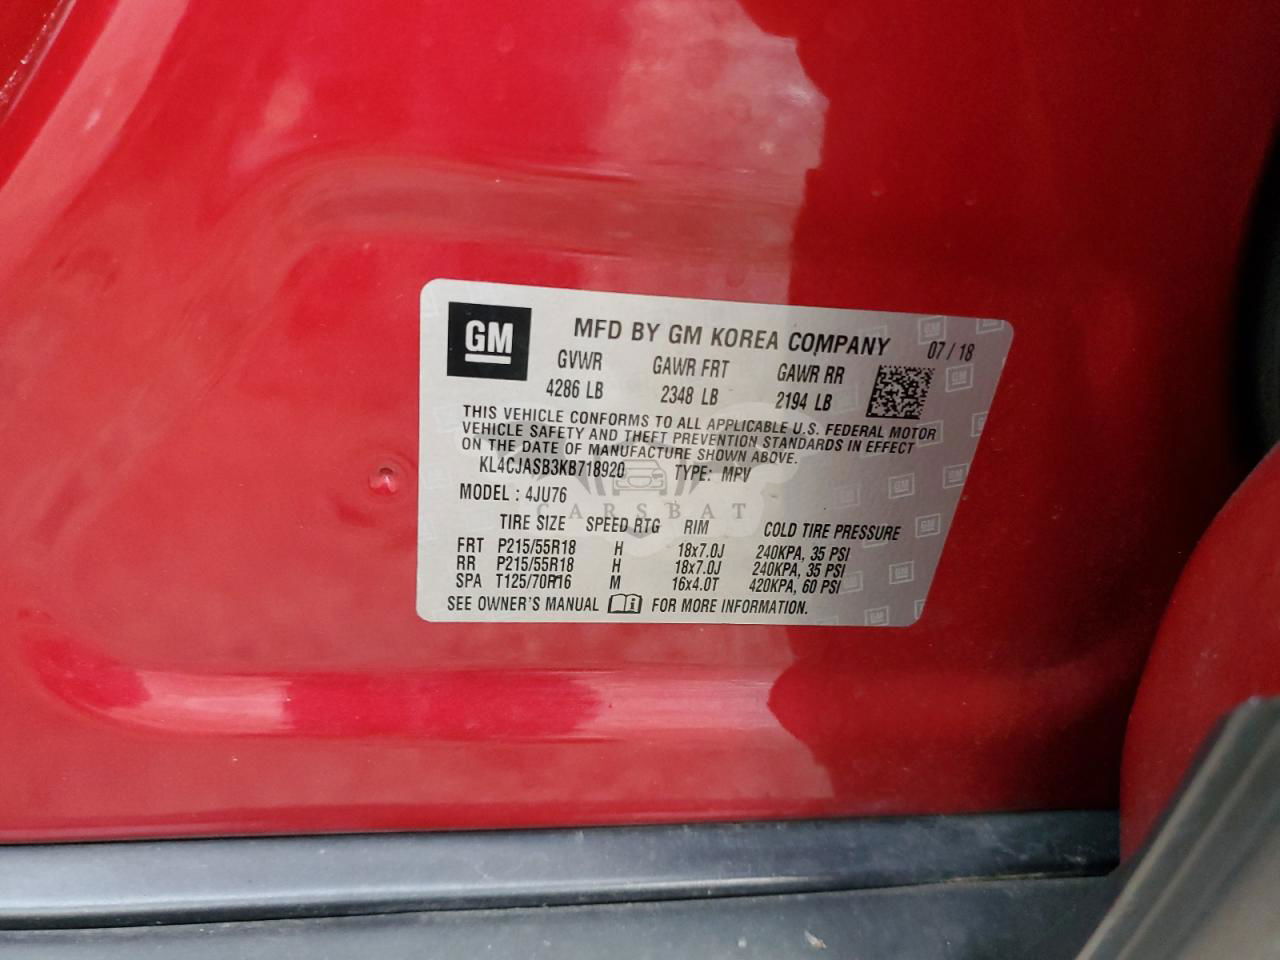 GM
MFD BY GM KOREA COMPANY 07/18
GVWR GAWR FRT GAWR RR
4286 LB 2348 LB 2194 LB
THIS VEHICLE CONFORMS TO ALL APPLICABLE U.S. FEDERAL MOTOR
VEHICLE SAFETY AND THEFT PREVENTION STANDARDS IN EFFECT
ON THE DATE OF MANUFACTURE SHOWN ABOVE.
KL4CJASB3KB718920 TYPE: MPV
MODEL : 4JU76
CARSBAT
TIRE SIZE SPEED RTG RIM COLD TIRE PRESSURE
FRT P215/55R18 H 18x7.0J 240KPA, 35 PSI
RR P215/55R18 H 18x7.0J 240KPA, 35 PSI
SPA T125/70R16 M 16x4.0T 420KPA, 60 PSI
SEE OWNER'S MANUAL FOR MORE INFORMATION.